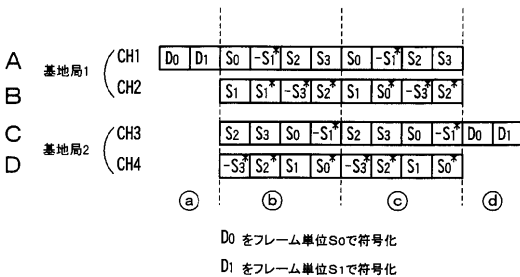 A 基地局1 CH1 D0 D1 S0 -S1* S2 S3 S0 -S1* S2 S3
B CH2 S1 S1* -S3* S2* S1 S0* -S3* S2*
C 基地局2 CH3 S2 S3 S0 -S1* S2 S3 S0 -S1* D0 D1
D CH4 -S3* S2* S1 S0* -S3* S2* S1 S0*
ⓐ ⓑ ⓒ ⓓ
D0 をフレーム単位S0で符号化
D1 をフレーム単位S1で符号化